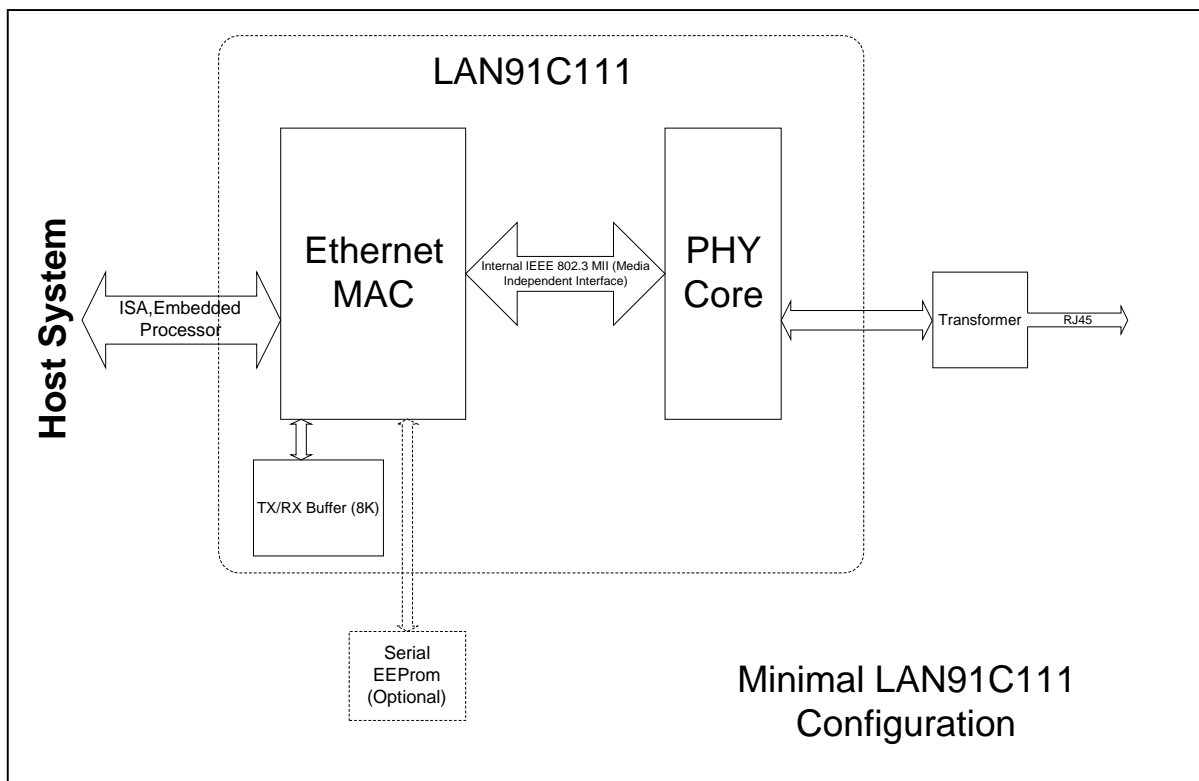 LAN91C111
Host System
ISA,Embedded
Processor
Ethernet
MAC
Internal IEEE 802.3 MII (Media
Independent Interface)
PHY
Core
Transformer
RJ45
TX/RX Buffer (8K)
Serial
EEProm
(Optional)
Minimal LAN91C111
Configuration